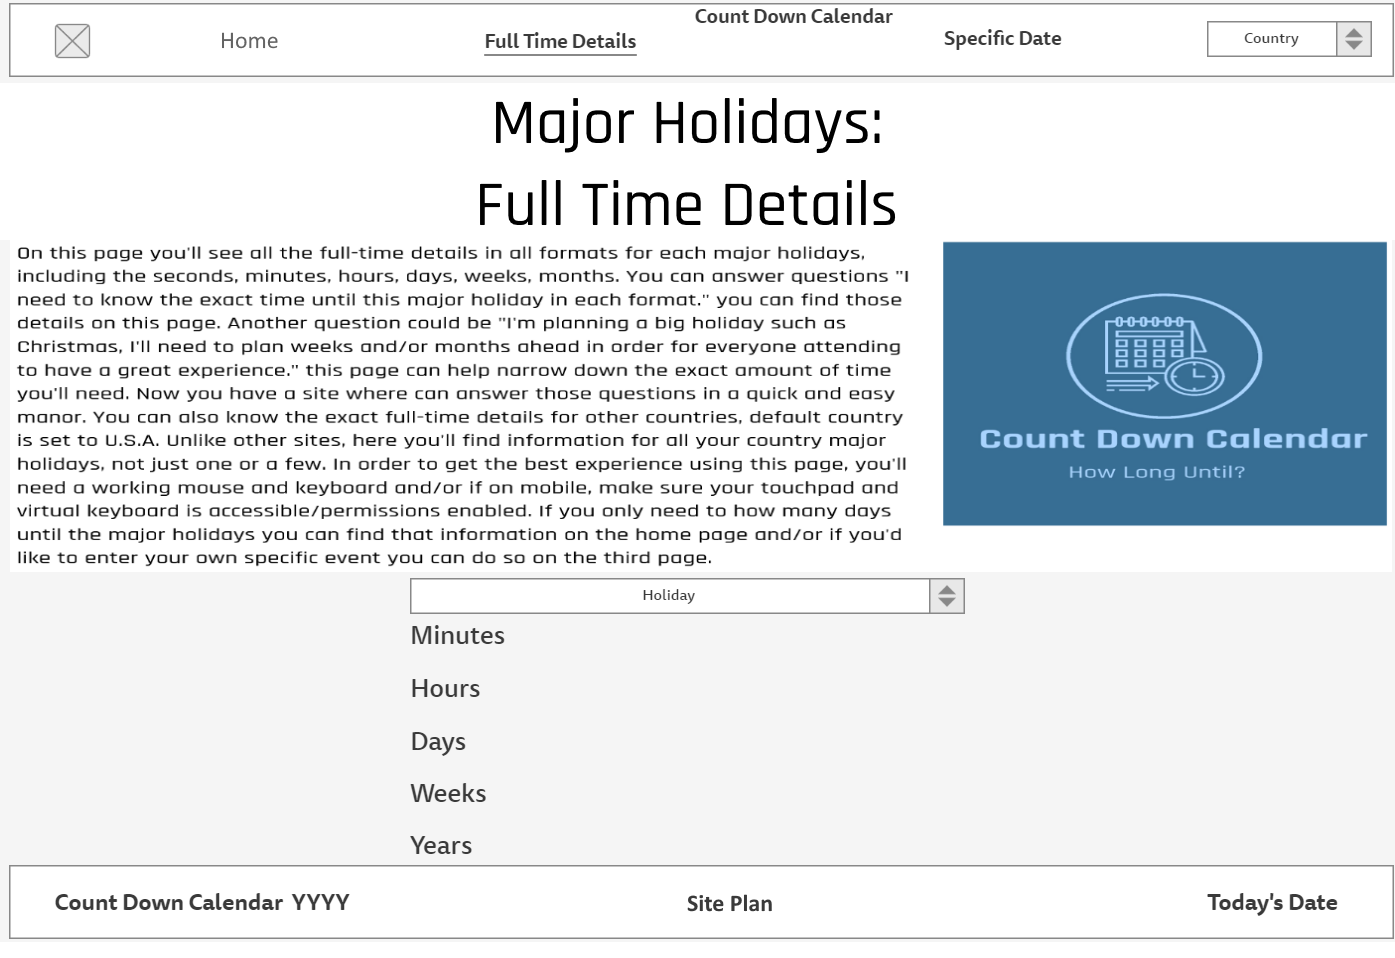 Count Down Calendar
Home
Full Time Details
Specific Date
Country
Major Holidays:
Full Time Details
On this page you'll see all the full-time details in all formats for each major holidays,
including the seconds, minutes, hours, days, weeks, months. You can answer questions "I
need to know the exact time until this major holiday in each format." you can find those
details on this page. Another question could be "I'm planning a big holiday such as
Christmas, I'll need to plan weeks and/or months ahead in order for everyone attending
to have a great experience." this page can help narrow down the exact amount of time
you'll need. Now you have a site where can answer those questions in a quick and easy
manor. You can also know the exact full-time details for other countries, default country
is set to U.S.A. Unlike other sites, here you'll find information for all your country major
holidays, not just one or a few. In order to get the best experience using this page, you'll
need a working mouse and keyboard and/or if on mobile, make sure your touchpad and
virtual keyboard is accessible/permissions enabled. If you only need to how many days
until the major holidays you can find that information on the home page and/or if you'd
like to enter your own specific event you can do so on the third page.
Count Down Calendar
How Long Until?
Holiday
Minutes
Hours
Days
Weeks
Years
Count Down Calendar YYYY
Site Plan
Today's Date